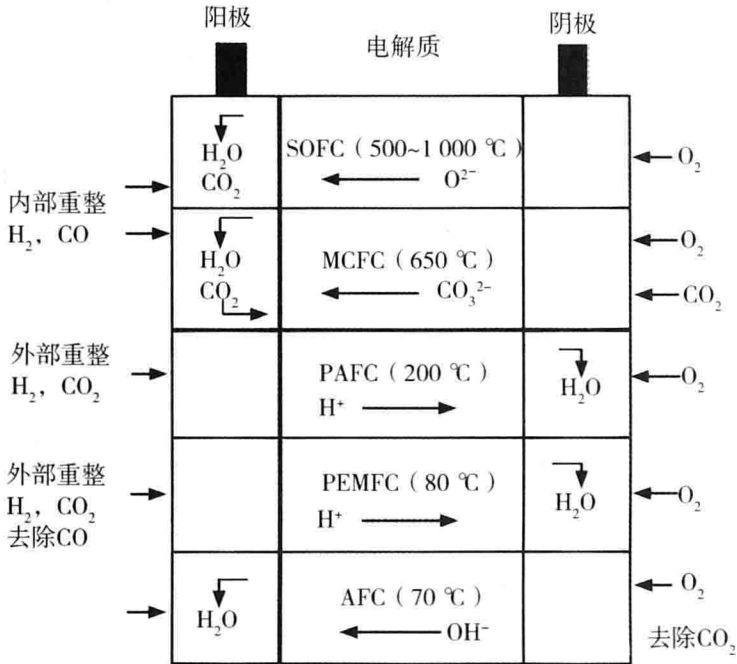 阳极
电解质
阴极
H₂O
CO₂
SOFC（500~1 000 ℃）
O²⁻
O₂
内部重整
H₂，CO
H₂O
CO₂
MCFC（650 ℃）
CO₃²⁻
O₂
CO₂
外部重整
H₂，CO₂
PAFC（200 ℃）
H⁺
H₂O
O₂
外部重整
H₂，CO₂
去除CO
PEMFC（80 ℃）
H⁺
H₂O
O₂
H₂O
AFC（70 ℃）
OH⁻
O₂
去除CO₂